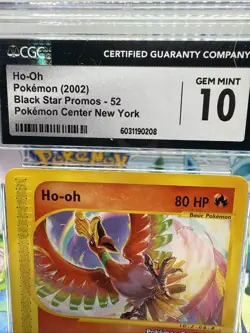 CGC
CERTIFIED GUARANTY COMPANY
Ho-Oh
Pokémon (2002)
Black Star Promos - 52
Pokémon Center New York
GEM MINT
10
6031190208
Ho-oh
80 HP
Basic Pokémon